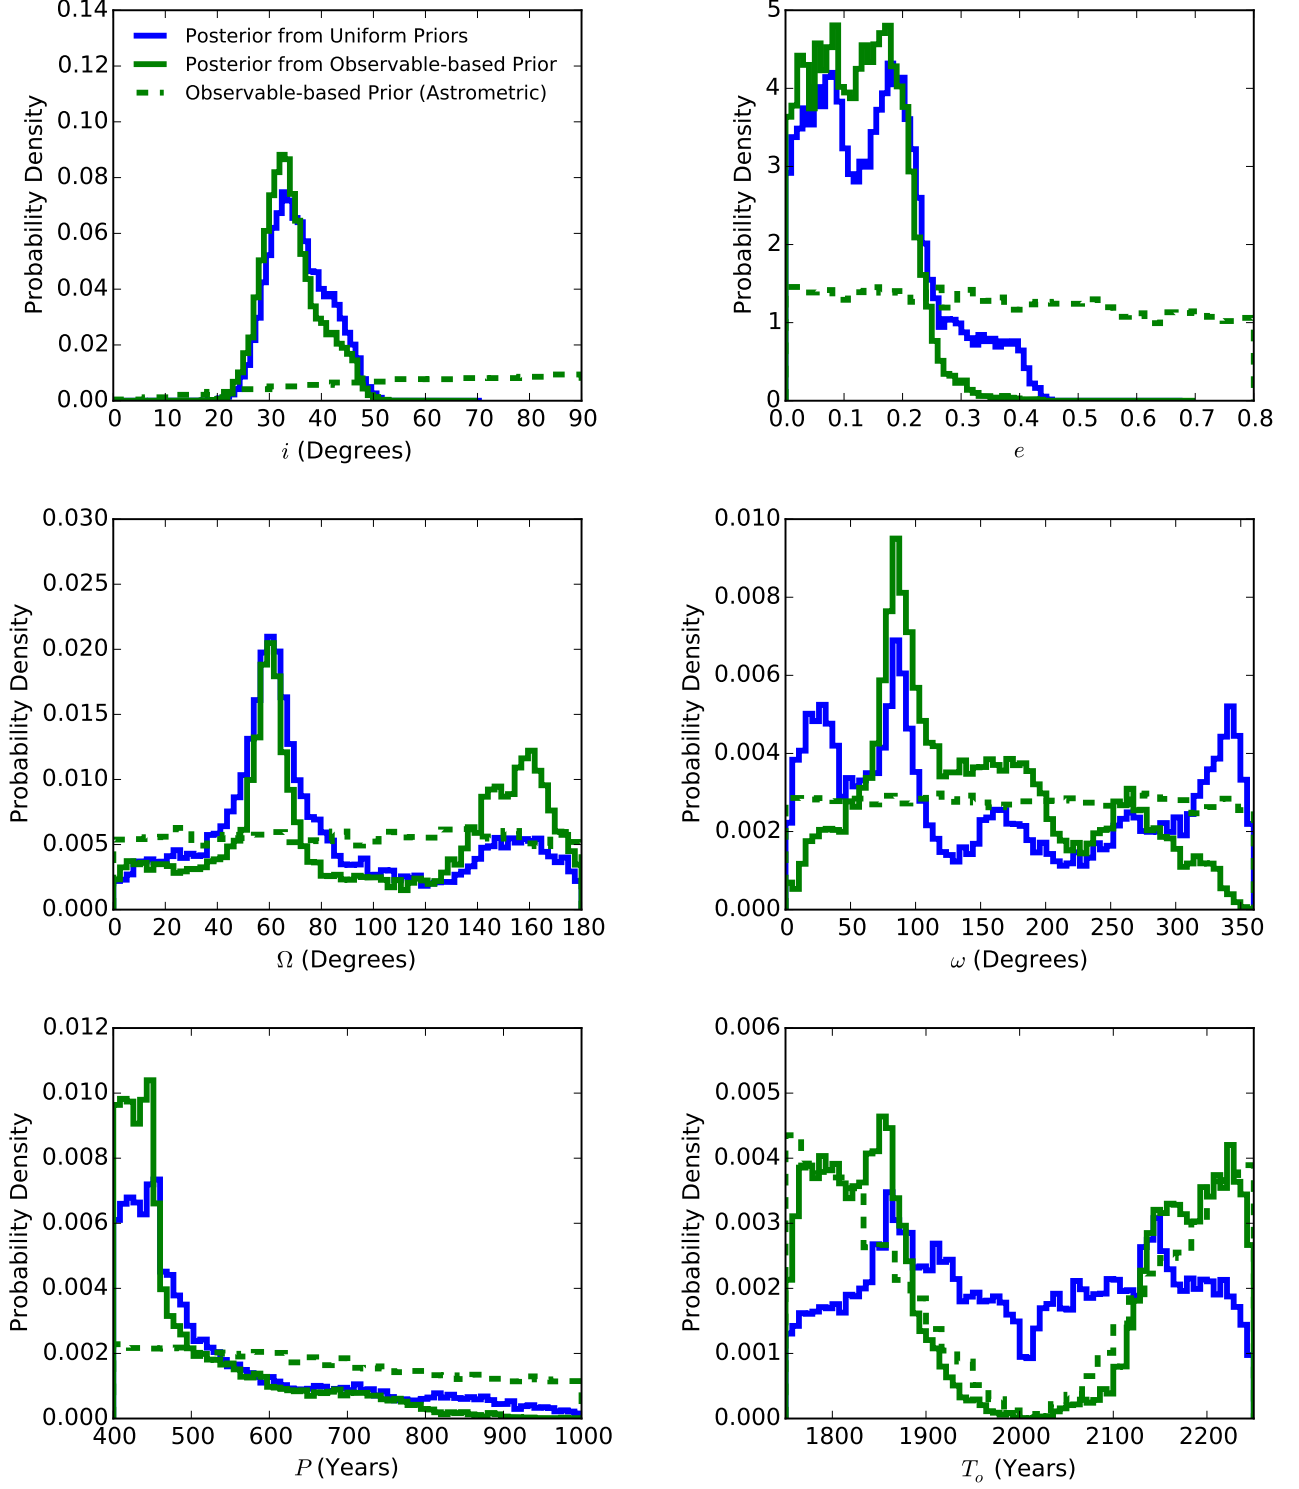 0.14
0.12
0.10
0.08
0.06
0.04
0.02
0.00
Probability Density
Posterior from Uniform Priors
Posterior from Observable-based Prior
Observable-based Prior (Astrometric)
0 10 20 30 40 50 60 70 80 90
i (Degrees)
5
4
3
2
1
0
Probability Density
0.0 0.1 0.2 0.3 0.4 0.5 0.6 0.7 0.8
e
0.030
0.025
0.020
0.015
0.010
0.005
0.000
Probability Density
0 20 40 60 80 100 120 140 160 180
Ω (Degrees)
0.010
0.008
0.006
0.004
0.002
0.000
Probability Density
0 50 100 150 200 250 300 350
ω (Degrees)
0.012
0.010
0.008
0.006
0.004
0.002
0.000
Probability Density
400 500 600 700 800 900 1000
P (Years)
0.006
0.005
0.004
0.003
0.002
0.001
0.000
Probability Density
1800 1900 2000 2100 2200
T_o (Years)